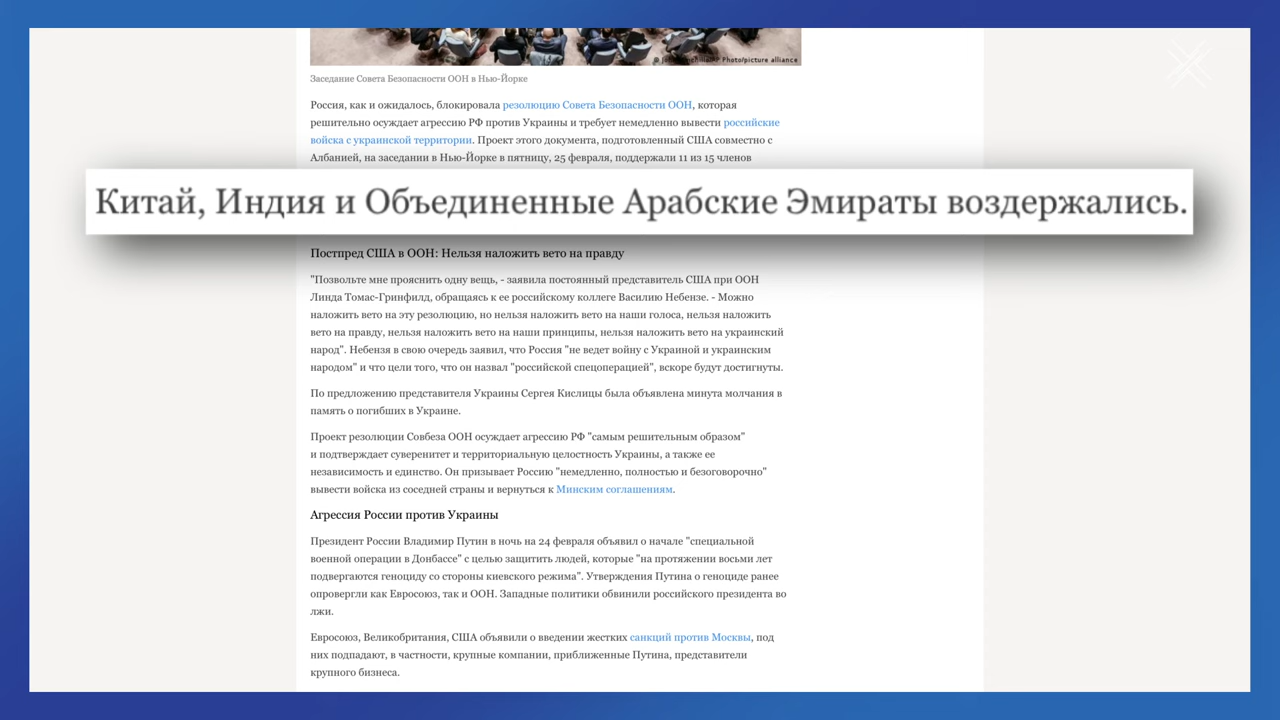 Photo/picture alliance
Заседание Совета Безопасности ООН в Нью-Йорке
Россия, как и ожидалось, блокировала резолюцию Совета Безопасности ООН, которая
решительно осуждает агрессию РФ против Украины и требует немедленно вывести российские
войска с украинской территории. Проект этого документа, подготовленный США совместно с
Албанией, на заседании в Нью-Йорке в пятницу, 25 февраля, поддержали 11 из 15 членов
Китай, Индия и Объединенные Арабские Эмираты воздержались.
Постпред США в ООН: Нельзя наложить вето на правду
"Позвольте мне прояснить одну вещь, - заявила постоянный представитель США при ООН
Линда Томас-Гринфилд, обращаясь к ее российскому коллеге Василию Небензе. - Можно
наложить вето на эту резолюцию, но нельзя наложить вето на наши голоса, нельзя наложить
вето на правду, нельзя наложить вето на наши принципы, нельзя наложить вето на украинский
народ". Небензя в свою очередь заявил, что Россия "не ведет войну с Украиной и украинским
народом" и что цели того, что он назвал "российской спецоперацией", вскоре будут достигнуты.
По предложению представителя Украины Сергея Кислицы была объявлена минута молчания в
память о погибших в Украине.
Проект резолюции Совбеза ООН осуждает агрессию РФ "самым решительным образом"
и подтверждает суверенитет и территориальную целостность Украины, а также ее
независимость и единство. Он призывает Россию "немедленно, полностью и безоговорочно"
вывести войска из соседней страны и вернуться к Минским соглашениям.
Агрессия России против Украины
Президент России Владимир Путин в ночь на 24 февраля объявил о начале "специальной
военной операции в Донбассе" с целью защитить людей, которые "на протяжении восьми лет
подвергаются геноциду со стороны киевского режима". Утверждения Путина о геноциде ранее
опровергли как Евросоюз, так и ООН. Западные политики обвинили российского президента во
лжи.
Евросоюз, Великобритания, США объявили о введении жестких санкций против Москвы, под
них подпадают, в частности, крупные компании, приближенные Путина, представители
крупного бизнеса.